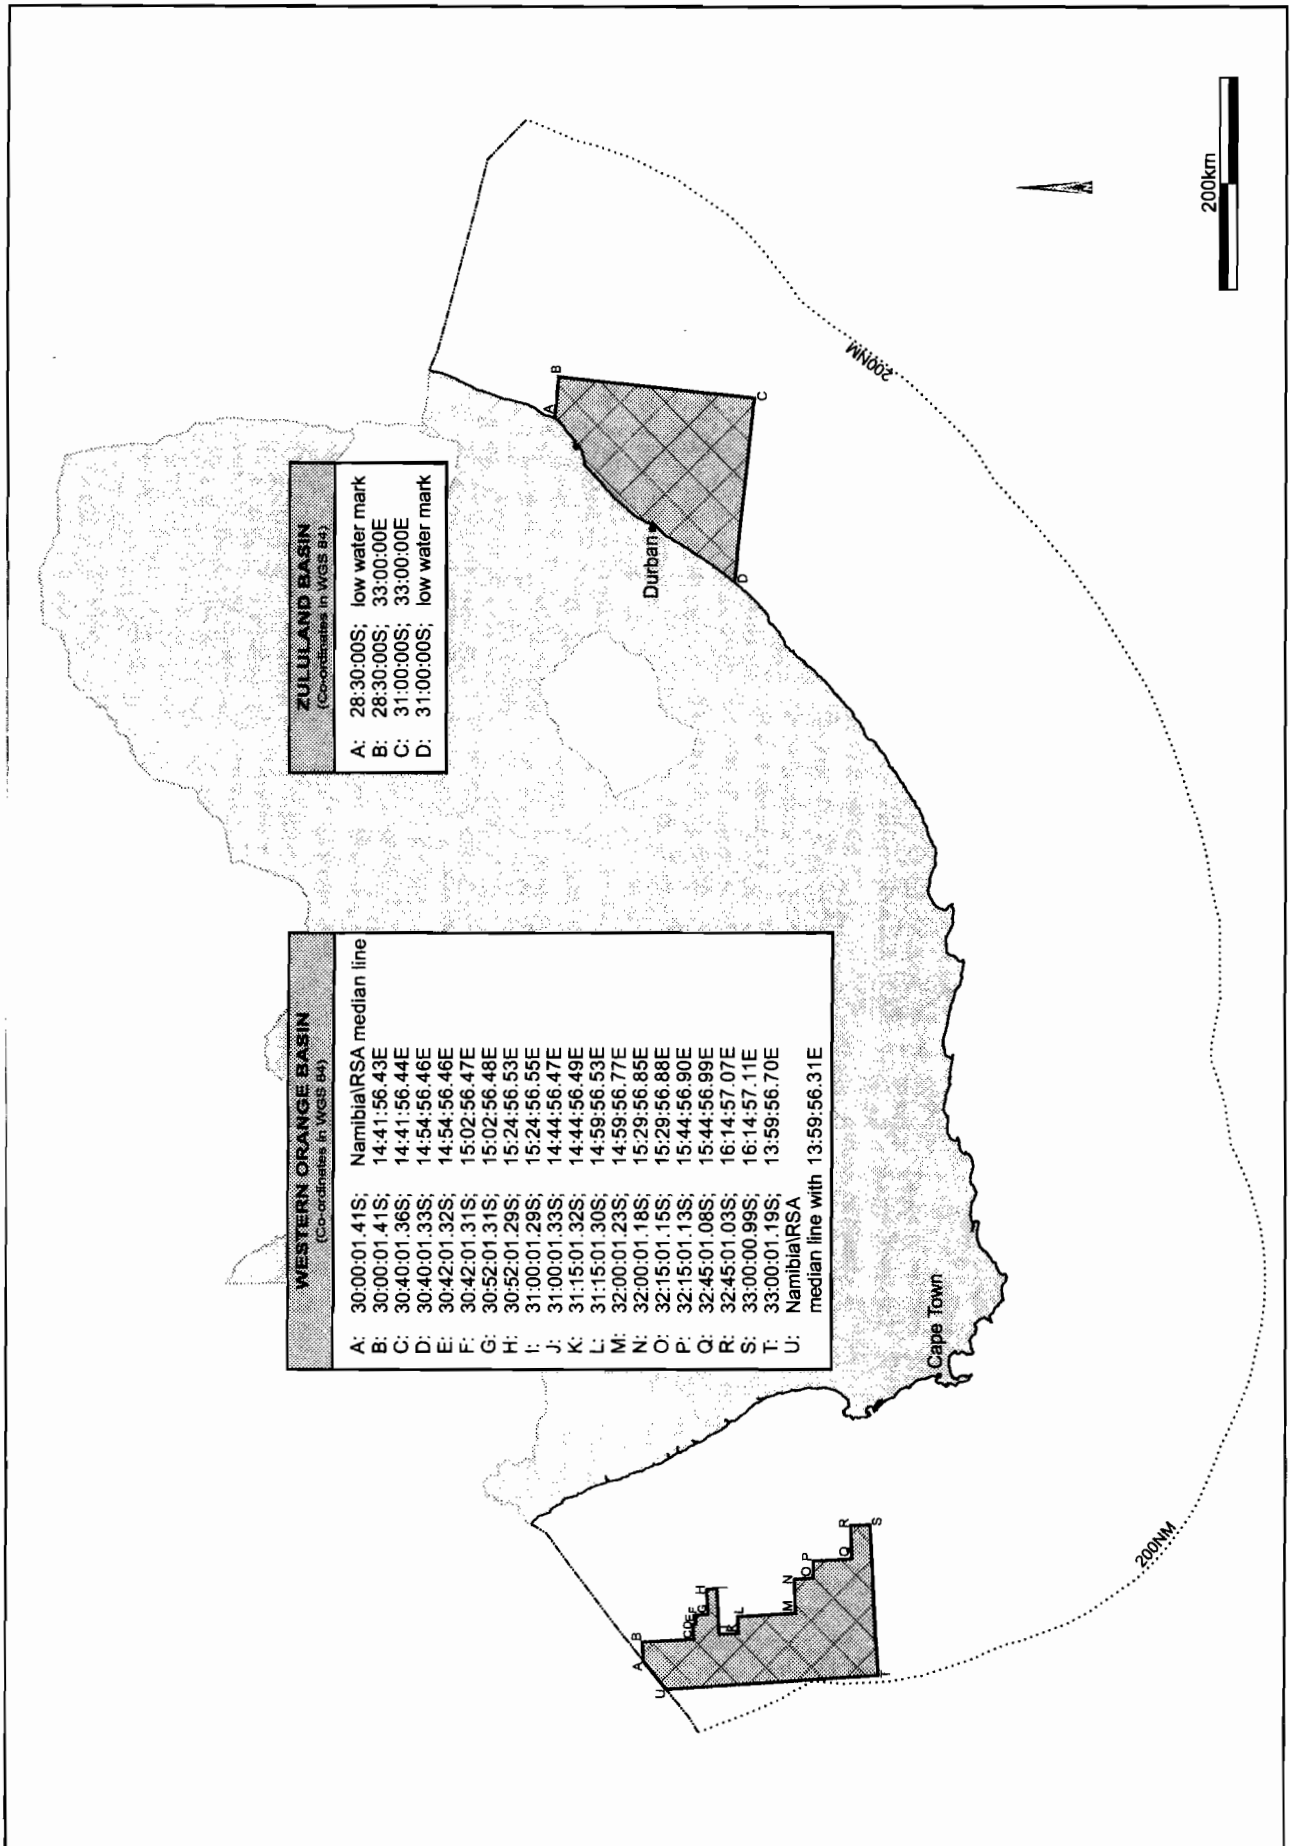 ZULULAND BASIN
(Co-ordinates in WGS 84)
A: 28:30:00S; low water mark
B: 28:30:00S; 33:00:00E
C: 31:00:00S; 33:00:00E
D: 31:00:00S; low water mark
WESTERN ORANGE BASIN
(Co-ordinates in WGS 84)
A: 30:00:01.41S; Namibia\RSA median line
B: 30:00:01.41S; 14:41:56.43E
C: 30:40:01.36S; 14:41:56.44E
D: 30:40:01.33S; 14:54:56.46E
E: 30:42:01.32S; 14:54:56.46E
F: 30:42:01.31S; 15:02:56.47E
G: 30:52:01.31S; 15:02:56.48E
H: 30:52:01.29S; 15:24:56.53E
I: 31:00:01.29S; 15:24:56.55E
J: 31:00:01.33S; 14:44:56.47E
K: 31:15:01.32S; 14:44:56.49E
L: 31:15:01.30S; 14:59:56.53E
M: 32:00:01.23S; 14:59:56.77E
N: 32:00:01.18S; 15:29:56.85E
O: 32:15:01.15S; 15:29:56.88E
P: 32:15:01.13S; 15:44:56.90E
Q: 32:45:01.08S; 15:44:56.99E
R: 32:45:01.03S; 16:14:57.07E
S: 33:00:00.99S; 16:14:57.11E
T: 33:00:01.19S; 13:59:56.70E
U: Namibia\RSA
median line with 13:59:56.31E
A
B
C
D
Durban
Cape Town
U
A
B
C
D
E
F
G
H
I
K
L
M
N
O
P
Q
R
S
T
200NM
200NM
200km